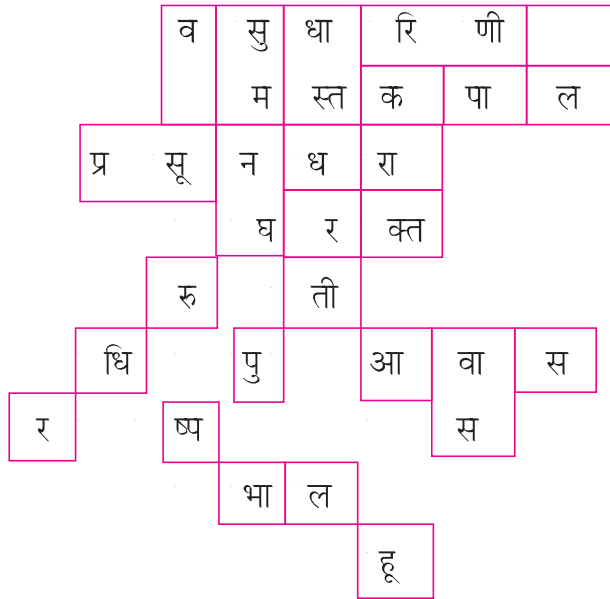 व सु धा रि णी
म स्त क पा ल
प्र सू न ध रा
घ र क्त
रु ती
धि पु आ वा स
र ष्प स
भा ल
हू